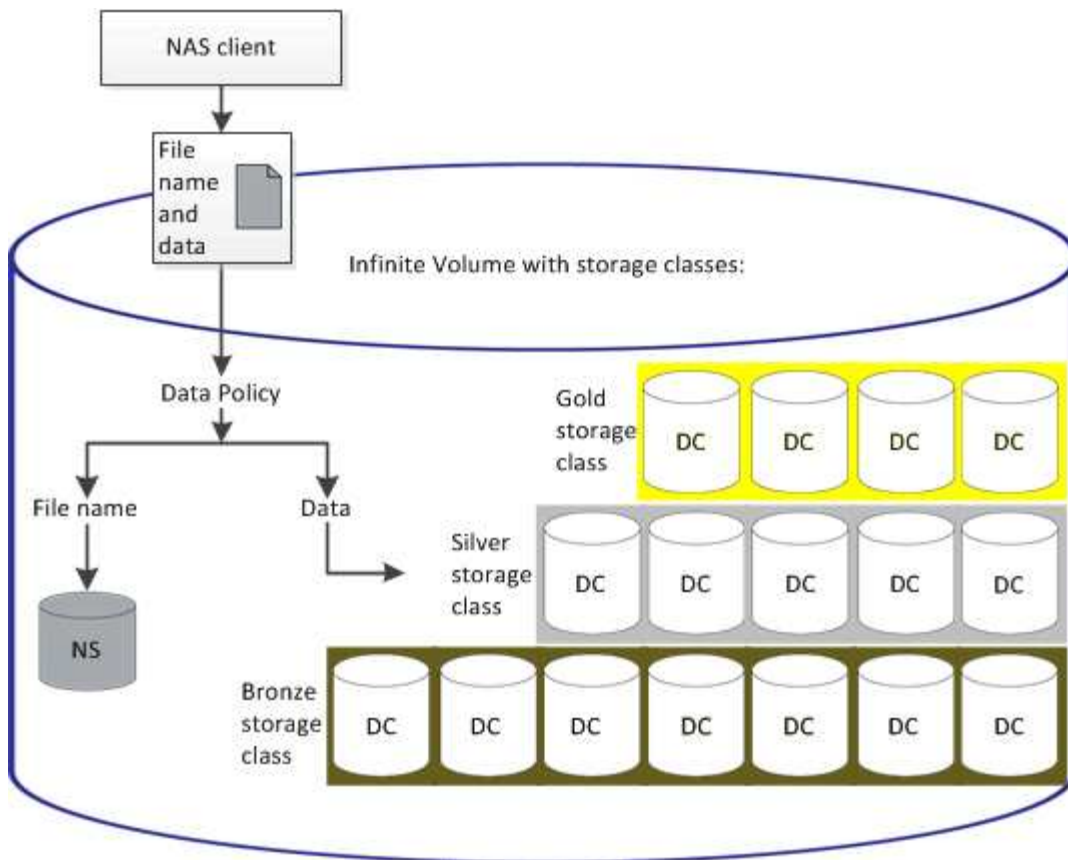 NAS client
File
name
and
data
Infinite Volume with storage classes:
Data Policy
File name
Data
NS
Gold
storage
class
DC DC DC DC
Silver
storage
class
DC DC DC DC DC
Bronze
storage
class
DC DC DC DC DC DC DC